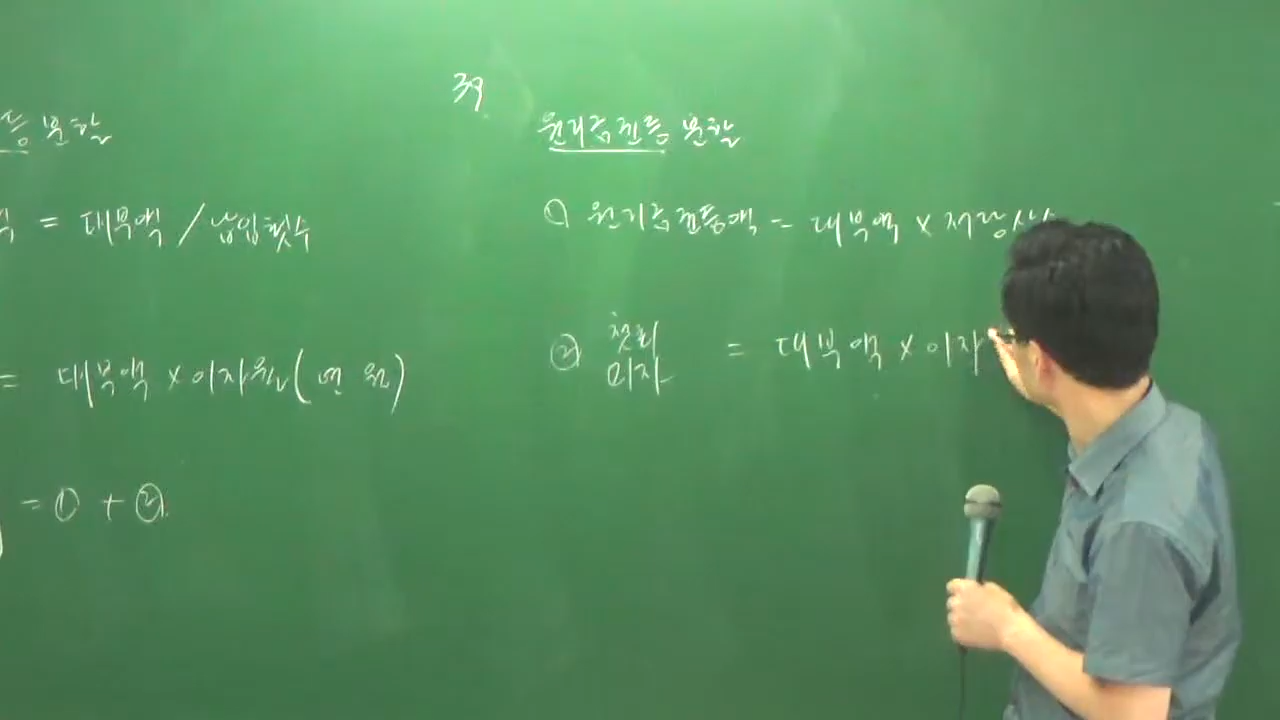 등 분할
= 대부액 / 납입횟수
= 대부액 × 이자율 ( 연 월 )
= ① + ②
39
원리금균등 분할
① 원리금균등액 = 대부액 × 저당상
② 첫회 이자 = 대부액 × 이자